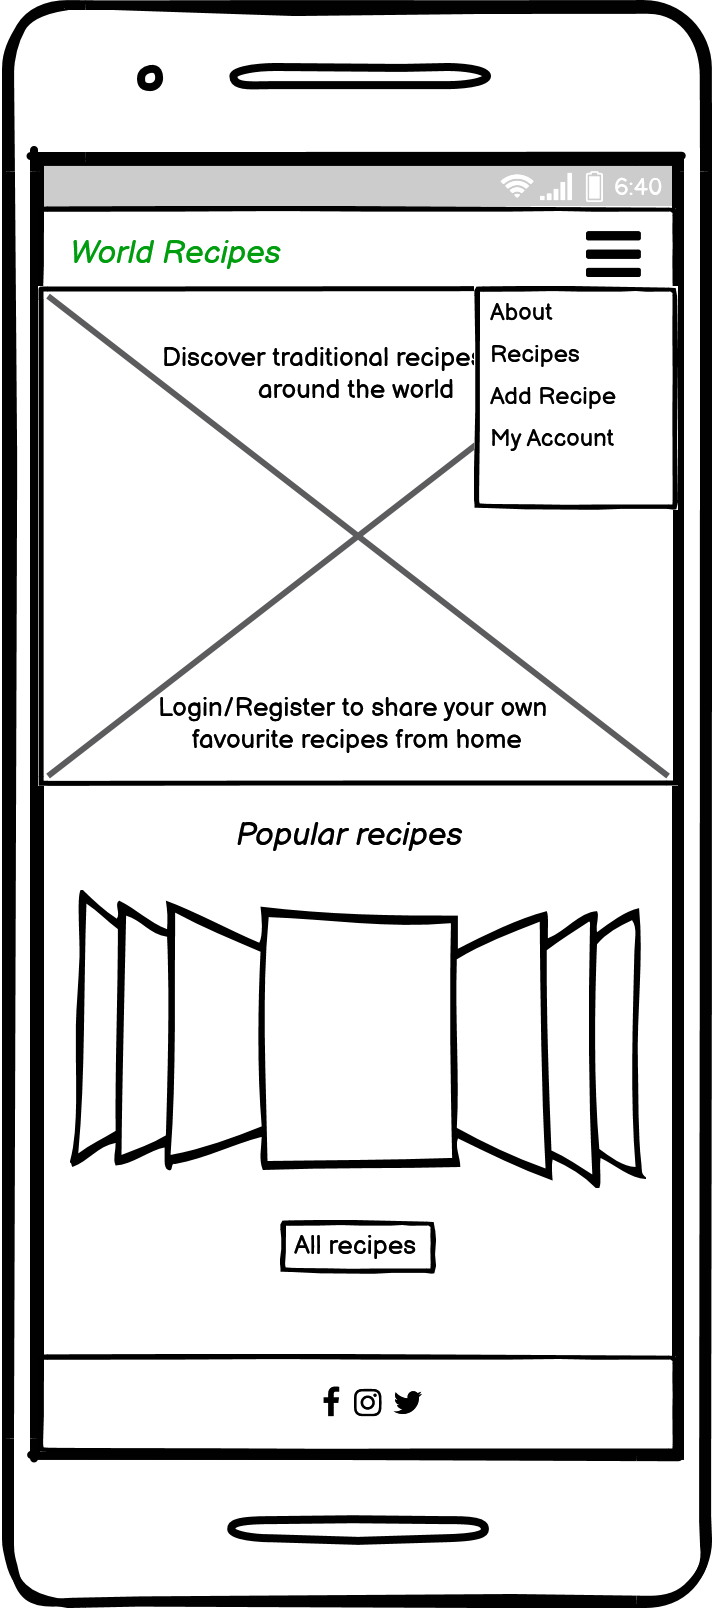 6:40
World Recipes
About
Recipes
Add Recipe
My Account
Discover traditional recipes
around the world
Login/Register to share your own
favourite recipes from home
Popular recipes
All recipes